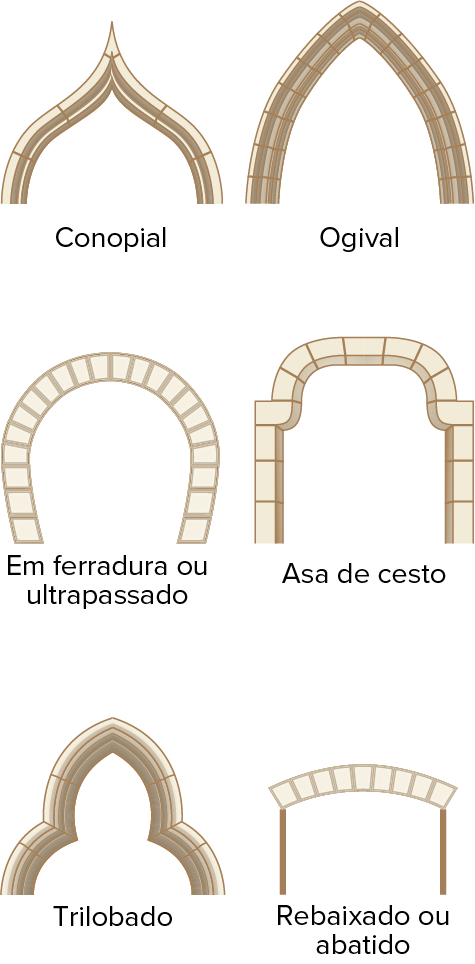 Conopial
Ogival
Em ferradura ou
ultrapassado
Asa de cesto
Trilobado
Rebaixado ou
abatido